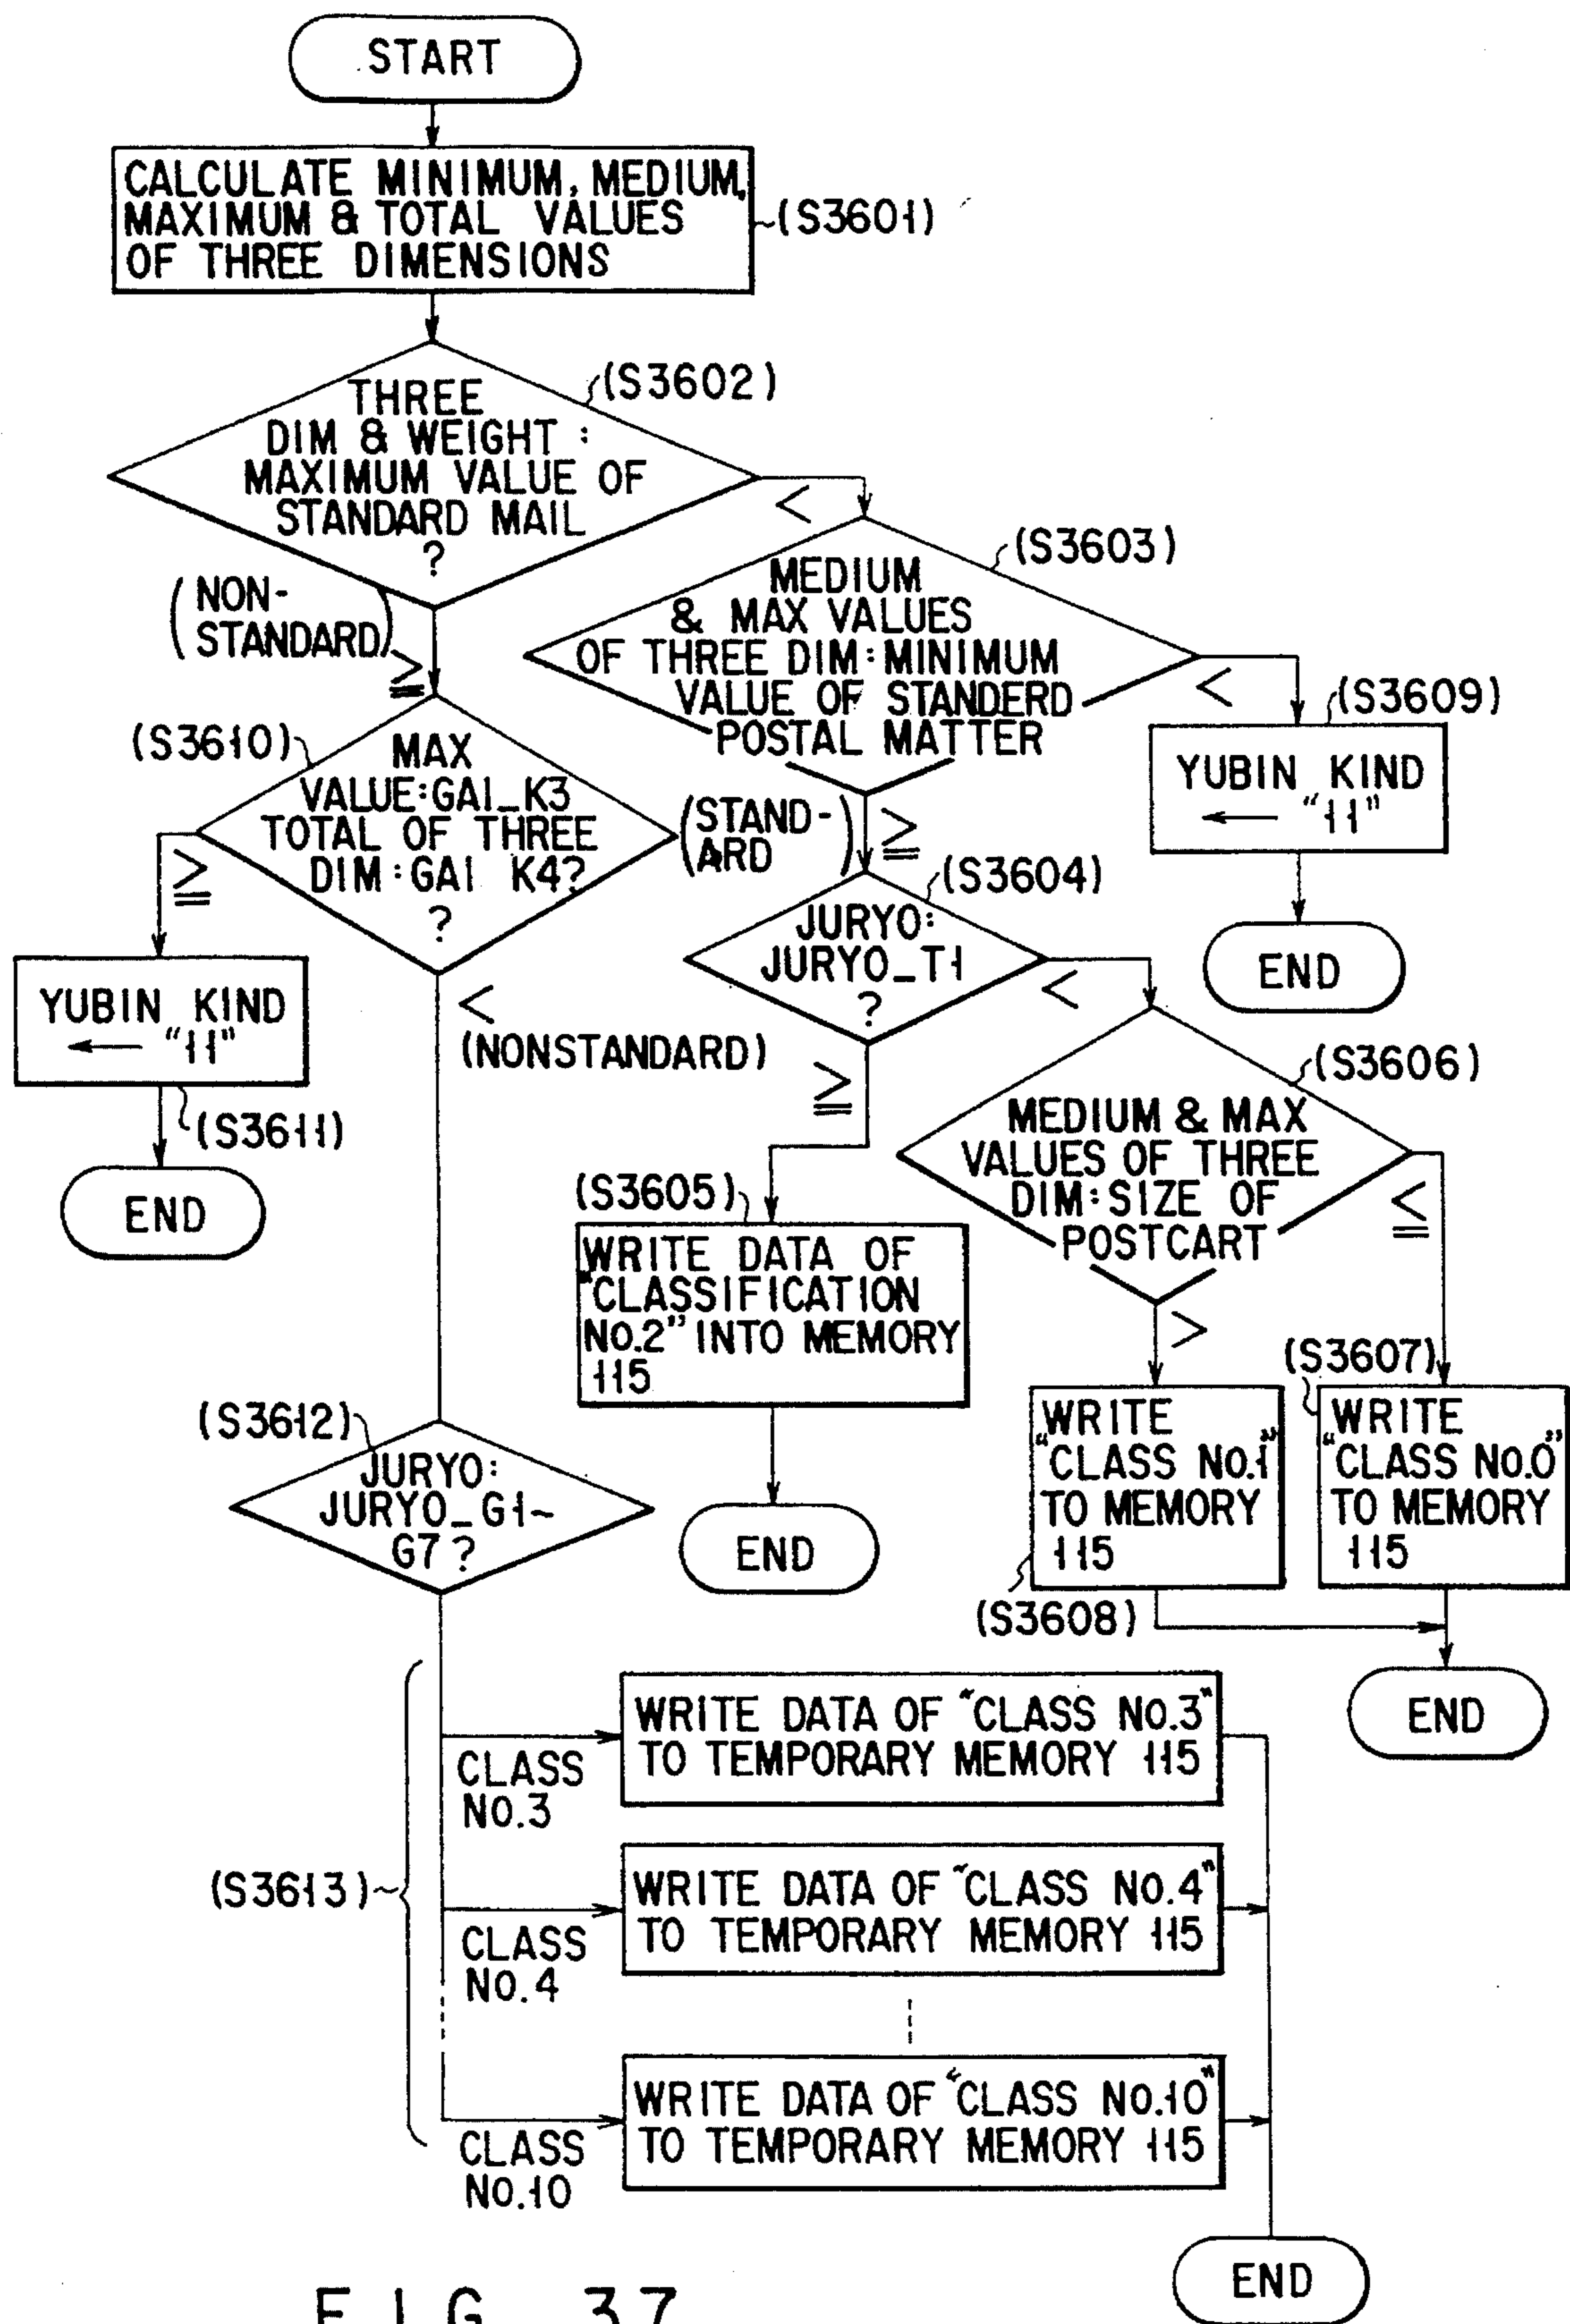 START
CALCULATE MINIMUM, MEDIUM,
MAXIMUM & TOTAL VALUES
OF THREE DIMENSIONS
(S3601)
THREE
DIM & WEIGHT :
MAXIMUM VALUE OF
STANDARD MAIL
?
(S3602)
<
(NON-
STANDARD)
≧
MEDIUM
& MAX VALUES
OF THREE DIM:MINIMUM
VALUE OF STANDERD
POSTAL MATTER
(S3603)
<
(S3609)
YUBIN KIND
← "11"
END
(STAND-
ARD)
≧
(S3610)
MAX
VALUE:GAI_K3
TOTAL OF THREE
DIM:GAI K4?
?
≧
YUBIN KIND
← "11"
(S3611)
END
<
(NONSTANDARD)
(S3604)
JURYO:
JURYO_T1
?
<
≧
(S3605)
WRITE DATA OF
"CLASSIFICATION
NO.2" INTO MEMORY
115
END
(S3606)
MEDIUM & MAX
VALUES OF THREE
DIM:SIZE OF
POSTCART
≦
>
(S3607)
WRITE
"CLASS NO.1"
TO MEMORY
115
(S3608)
WRITE
"CLASS NO.0"
TO MEMORY
115
END
(S3612)
JURYO:
JURYO_G1~
G7?
(S3613)
CLASS
NO.3
WRITE DATA OF "CLASS NO.3"
TO TEMPORARY MEMORY 115
CLASS
NO.4
WRITE DATA OF "CLASS NO.4"
TO TEMPORARY MEMORY 115
CLASS
NO.10
WRITE DATA OF "CLASS NO.10"
TO TEMPORARY MEMORY 115
END
FIG. 37